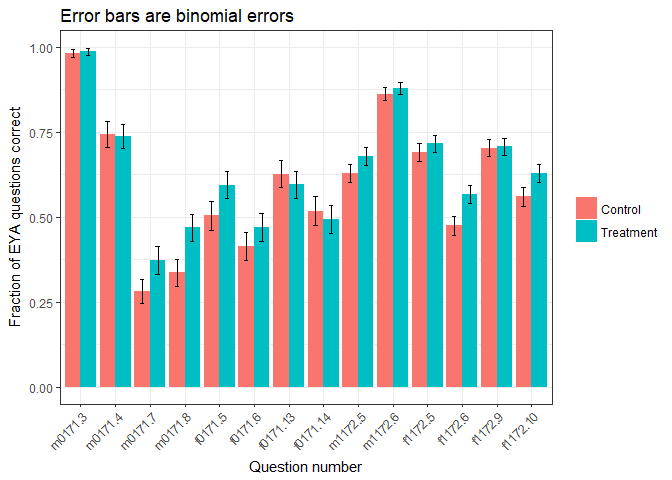 Error bars are binomial errors
1.00
0.75
0.50
0.25
0.00
Fraction of EYA questions correct
m0171.3
m0171.4
m0171.7
m0171.8
f0171.5
f0171.6
f0171.13
f0171.14
m1172.5
m1172.6
f1172.5
f1172.6
f1172.9
f1172.10
Question number
Control
Treatment